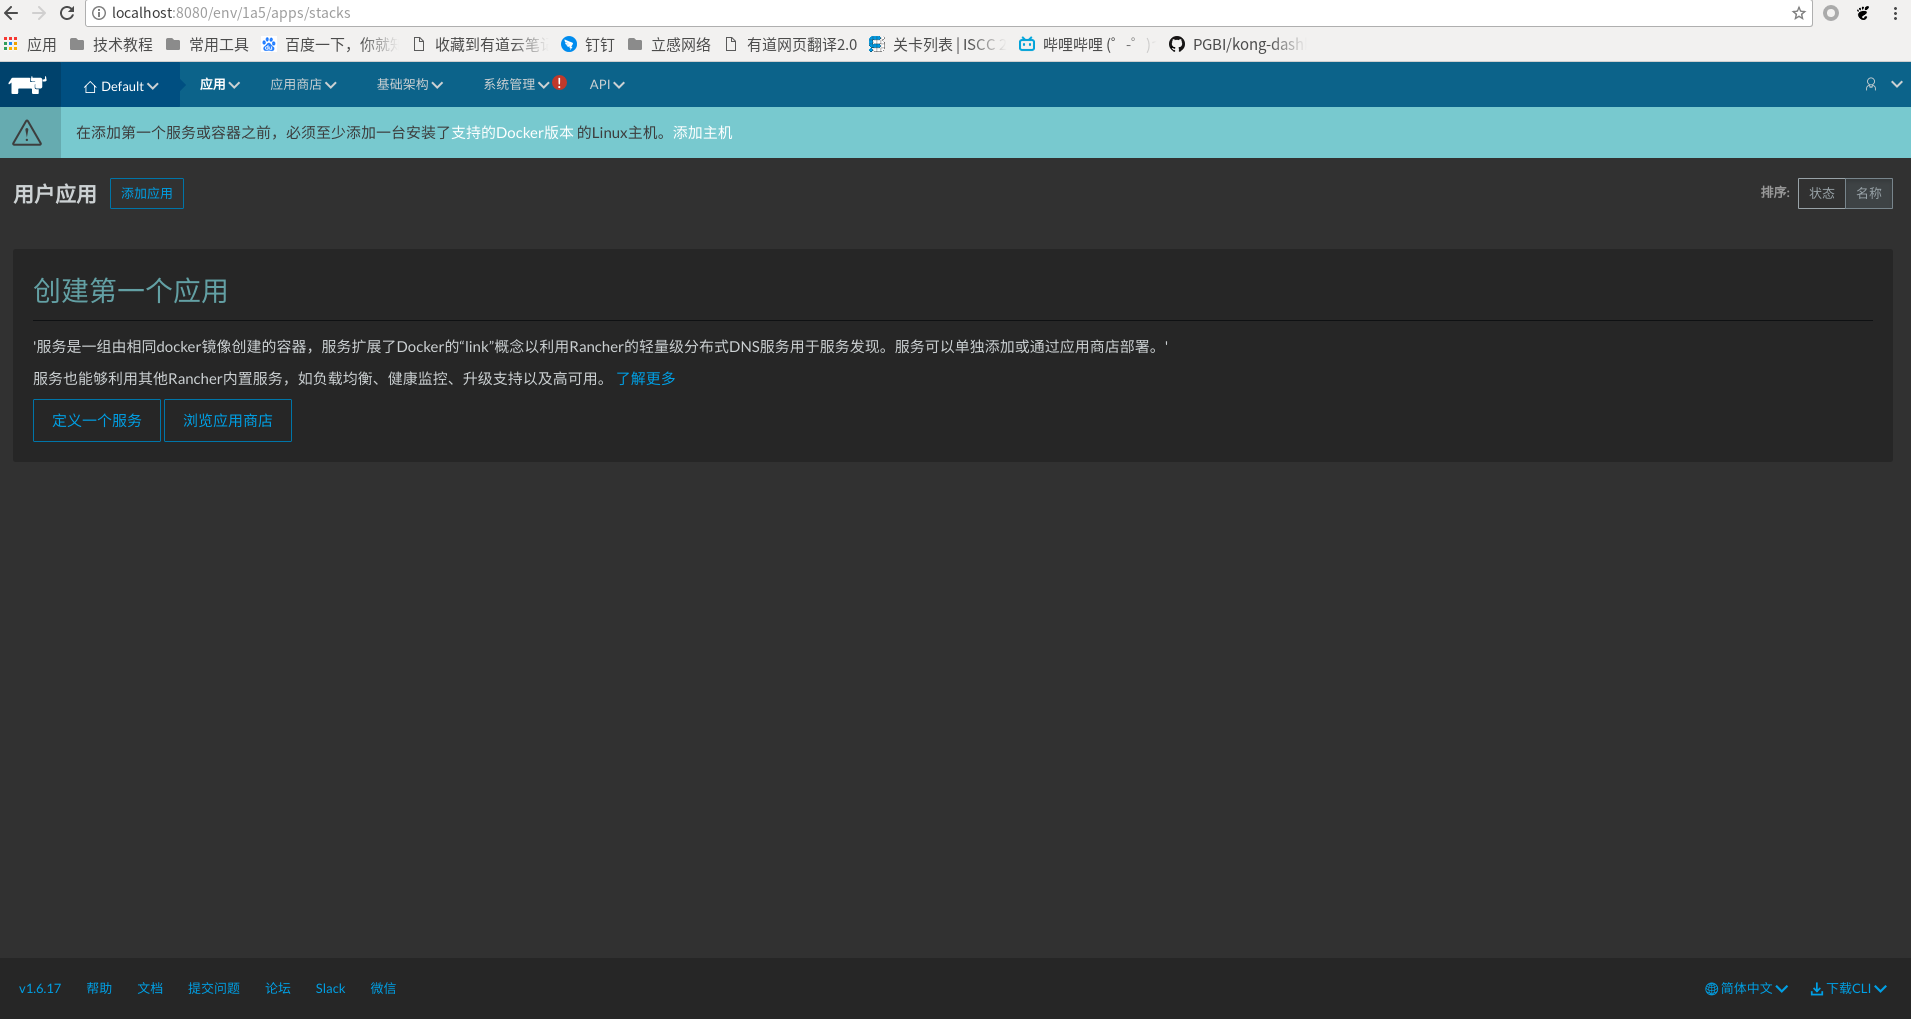 localhost:8080/env/1a5/apps/stacks
应用 技术教程 常用工具 百度一下，你就 收藏到有道云笔 钉钉 立感网络 有道网页翻译2.0 关卡列表 | ISCC 哔哩哔哩 (゜-゜) PGBI/kong-dash
Default 应用 应用商店 基础架构 系统管理 ! API
在添加第一个服务或容器之前，必须至少添加一台安装了支持的Docker版本 的Linux主机。添加主机
用户应用 添加应用 排序: 状态 名称
创建第一个应用
'服务是一组由相同docker镜像创建的容器，服务扩展了Docker的“link”概念以利用Rancher的轻量级分布式DNS服务用于服务发现。服务可以单独添加或通过应用商店部署。'
服务也能够利用其他Rancher内置服务，如负载均衡、健康监控、升级支持以及高可用。 了解更多
定义一个服务 浏览应用商店
v1.6.17 帮助 文档 提交问题 论坛 Slack 微信 简体中文 下载CLI